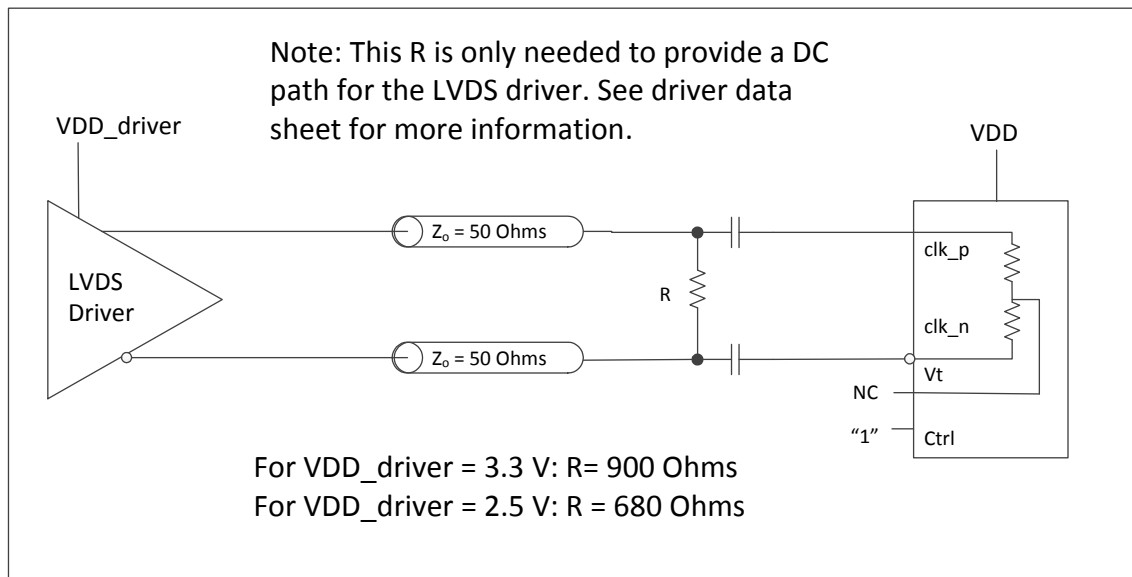 Note: This R is only needed to provide a DC
path for the LVDS driver. See driver data
sheet for more information.
VDD_driver
VDD
Zo = 50 Ohms
clk_p
LVDS
Driver
R
clk_n
Zo = 50 Ohms
Vt
NC
“1”
Ctrl
For VDD_driver = 3.3 V: R= 900 Ohms
For VDD_driver = 2.5 V: R = 680 Ohms